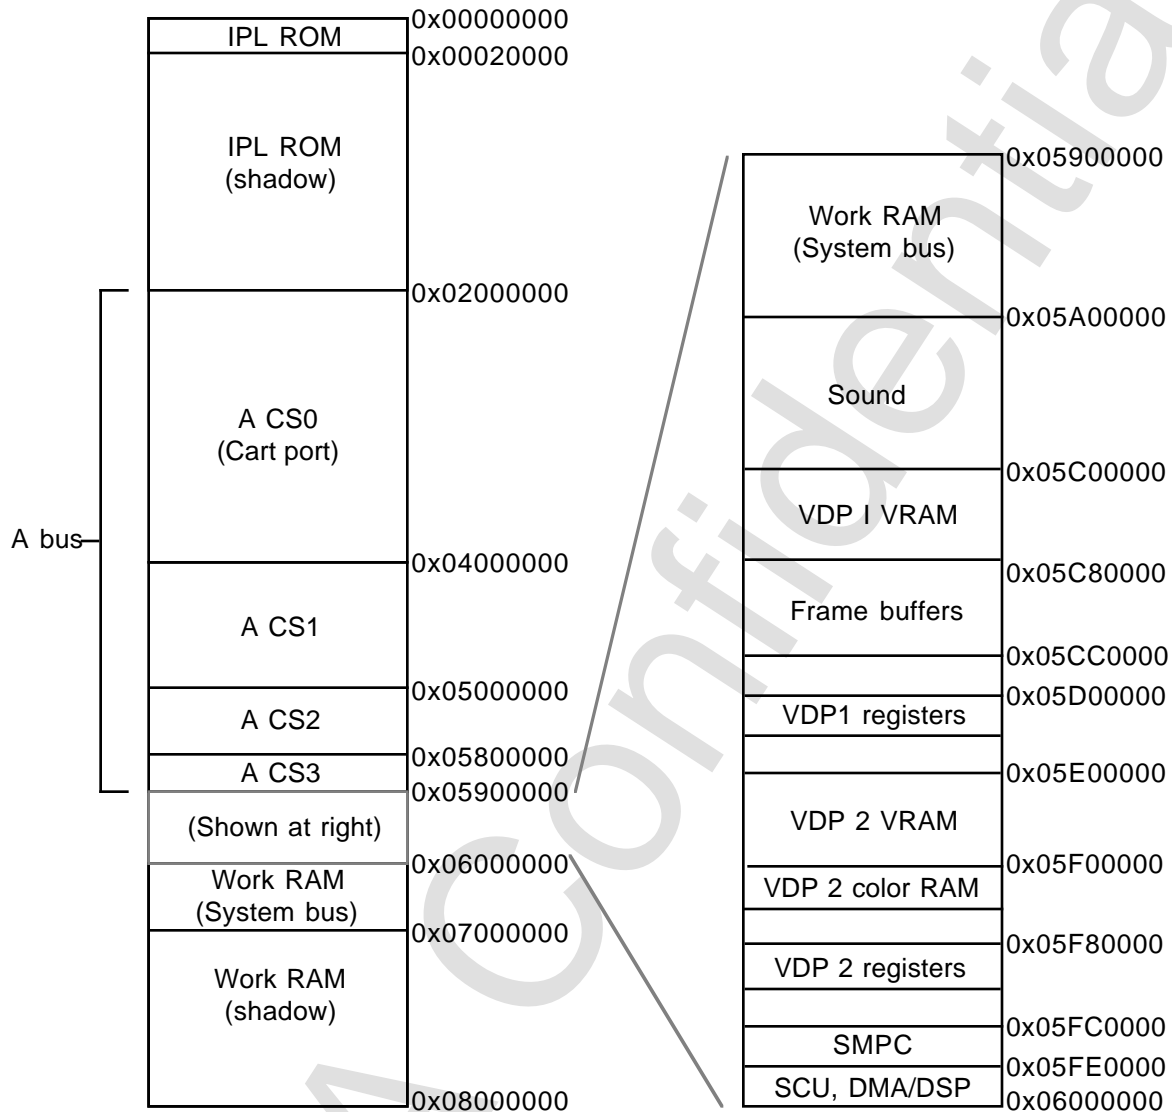 0x00000000
IPL ROM
0x00020000
IPL ROM
(shadow)
0x02000000
A CS0
(Cart port)
A bus
0x04000000
A CS1
0x05000000
A CS2
0x05800000
A CS3
0x05900000
(Shown at right)
0x06000000
Work RAM
(System bus)
0x07000000
Work RAM
(shadow)
0x08000000
0x05900000
Work RAM
(System bus)
0x05A00000
Sound
0x05C00000
VDP I VRAM
0x05C80000
Frame buffers
0x05CC0000
0x05D00000
VDP1 registers
0x05E00000
VDP 2 VRAM
0x05F00000
VDP 2 color RAM
0x05F80000
VDP 2 registers
0x05FC0000
SMPC
0x05FE0000
SCU, DMA/DSP
0x06000000
Confidentia